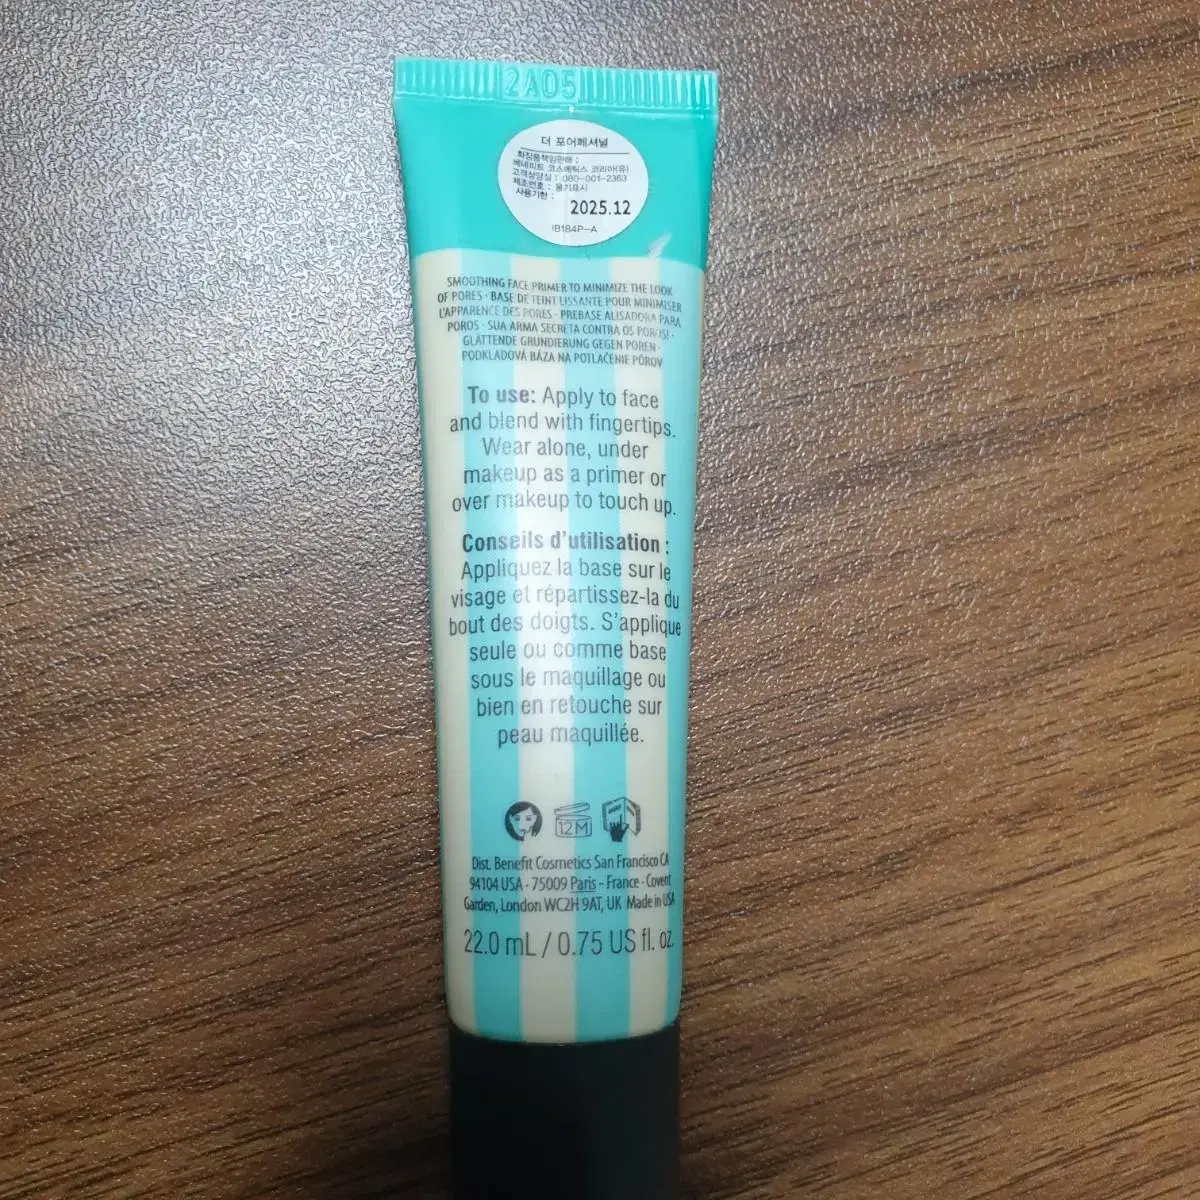 2A05
더 포어페셔널
화장품책임판매 :
베네피트 코스메틱스 코리아(유)
고객상담실 : 080-001-2363
제조번호 : 용기표시
사용기한 :
2025.12
IB184P-A
SMOOTHING FACE PRIMER TO MINIMIZE THE LOOK
OF PORES · BASE DE TEINT LISSANTE POUR MINIMISER
L'APPARENCE DES PORES · PREBASE ALISADORA PARA
POROS · SUA ARMA SECRETA CONTRA OS POROS! ·
GLÄTTENDE GRUNDIERUNG GEGEN POREN ·
PODKLADOVÁ BÁZA NA POTLAČENIE PÓROV
To use: Apply to face
and blend with fingertips.
Wear alone, under
makeup as a primer or
over makeup to touch up.
Conseils d'utilisation :
Appliquez la base sur le
visage et répartissez-la du
bout des doigts. S'applique
seule ou comme base
sous le maquillage ou
bien en retouche sur
peau maquillée.
12M
Dist. Benefit Cosmetics San Francisco CA
94104 USA · 75009 Paris - France · Covent
Garden, London WC2H 9AT, UK Made in USA
22.0 mL / 0.75 US fl. oz.